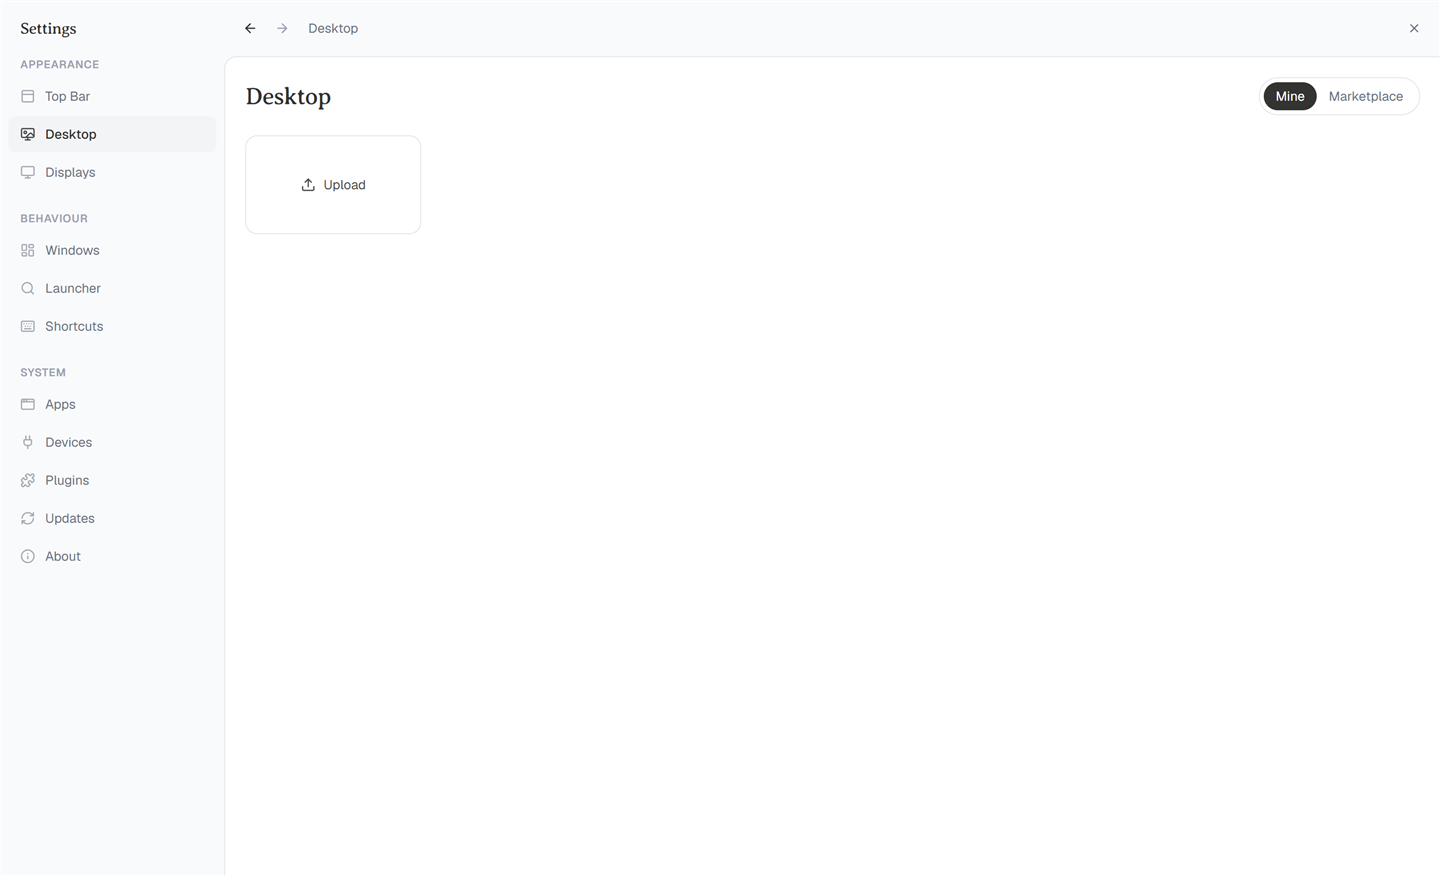 Settings
APPEARANCE
Top Bar
Desktop
Displays
BEHAVIOUR
Windows
Launcher
Shortcuts
SYSTEM
Apps
Devices
Plugins
Updates
About
Desktop
Desktop
Mine
Marketplace
Upload